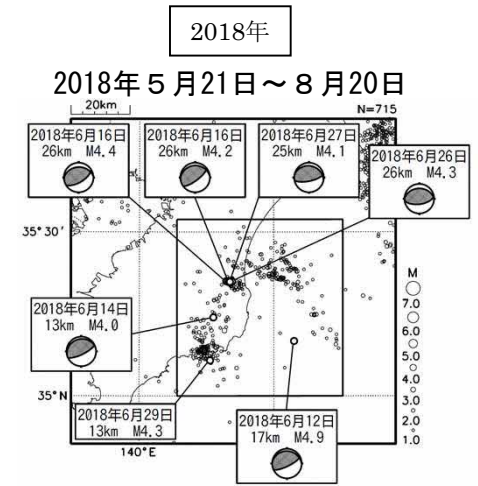 2018年
2018年５月21日～８月20日
20km
N=715
2018年6月16日
26km M4.4
2018年6月16日
26km M4.2
2018年6月27日
25km M4.1
2018年6月26日
26km M4.3
35°30′
M
7.0
6.0
5.0
4.0
3.0
2.0
1.0
2018年6月14日
13km M4.0
35°N
2018年6月29日
13km M4.3
2018年6月12日
17km M4.9
140°E